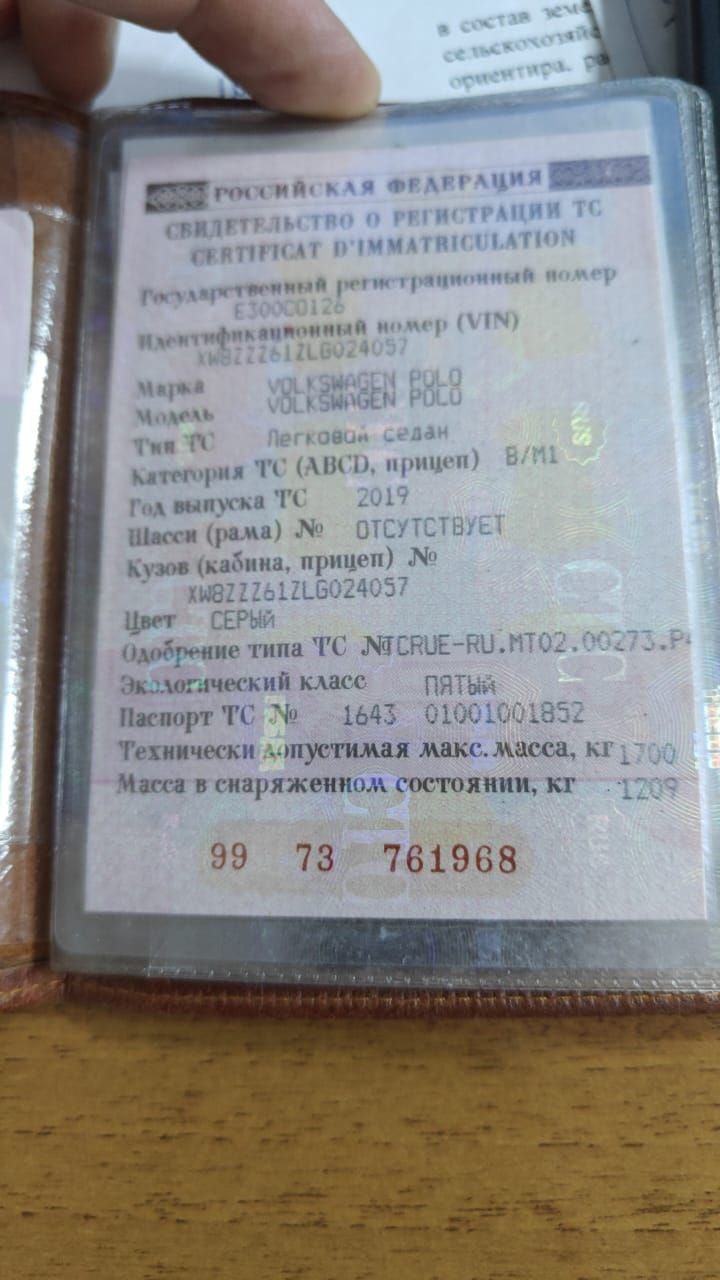 в состав земе
сельскохозяйс
ориентира. ра
РОССИЙСКАЯ ФЕДЕРАЦИЯ
СВИДЕТЕЛЬСТВО О РЕГИСТРАЦИИ ТС
CERTIFICAT D'IMMATRICULATION
Государственный регистрационный номер
Е300СО126
Идентификационный номер (VIN)
XW8ZZZ61ZLG024057
Марка VOLKSWAGEN POLO
Модель VOLKSWAGEN POLO
Тип ТС Легковой седан
Категория ТС (ABCD, прицеп) B/M1
Год выпуска ТС 2019
Шасси (рама) № ОТСУТСТВУЕТ
Кузов (кабина, прицеп) №
XW8ZZZ61ZLG024057
Цвет СЕРЫЙ
Одобрение типа ТС № TCRUE-RU.MT02.00273.P4
Экологический класс ПЯТЫЙ
Паспорт ТС № 1643 01001001852
Технически допустимая макс. масса, кг 1700
Масса в снаряженном состоянии, кг 1209
99 73 761968